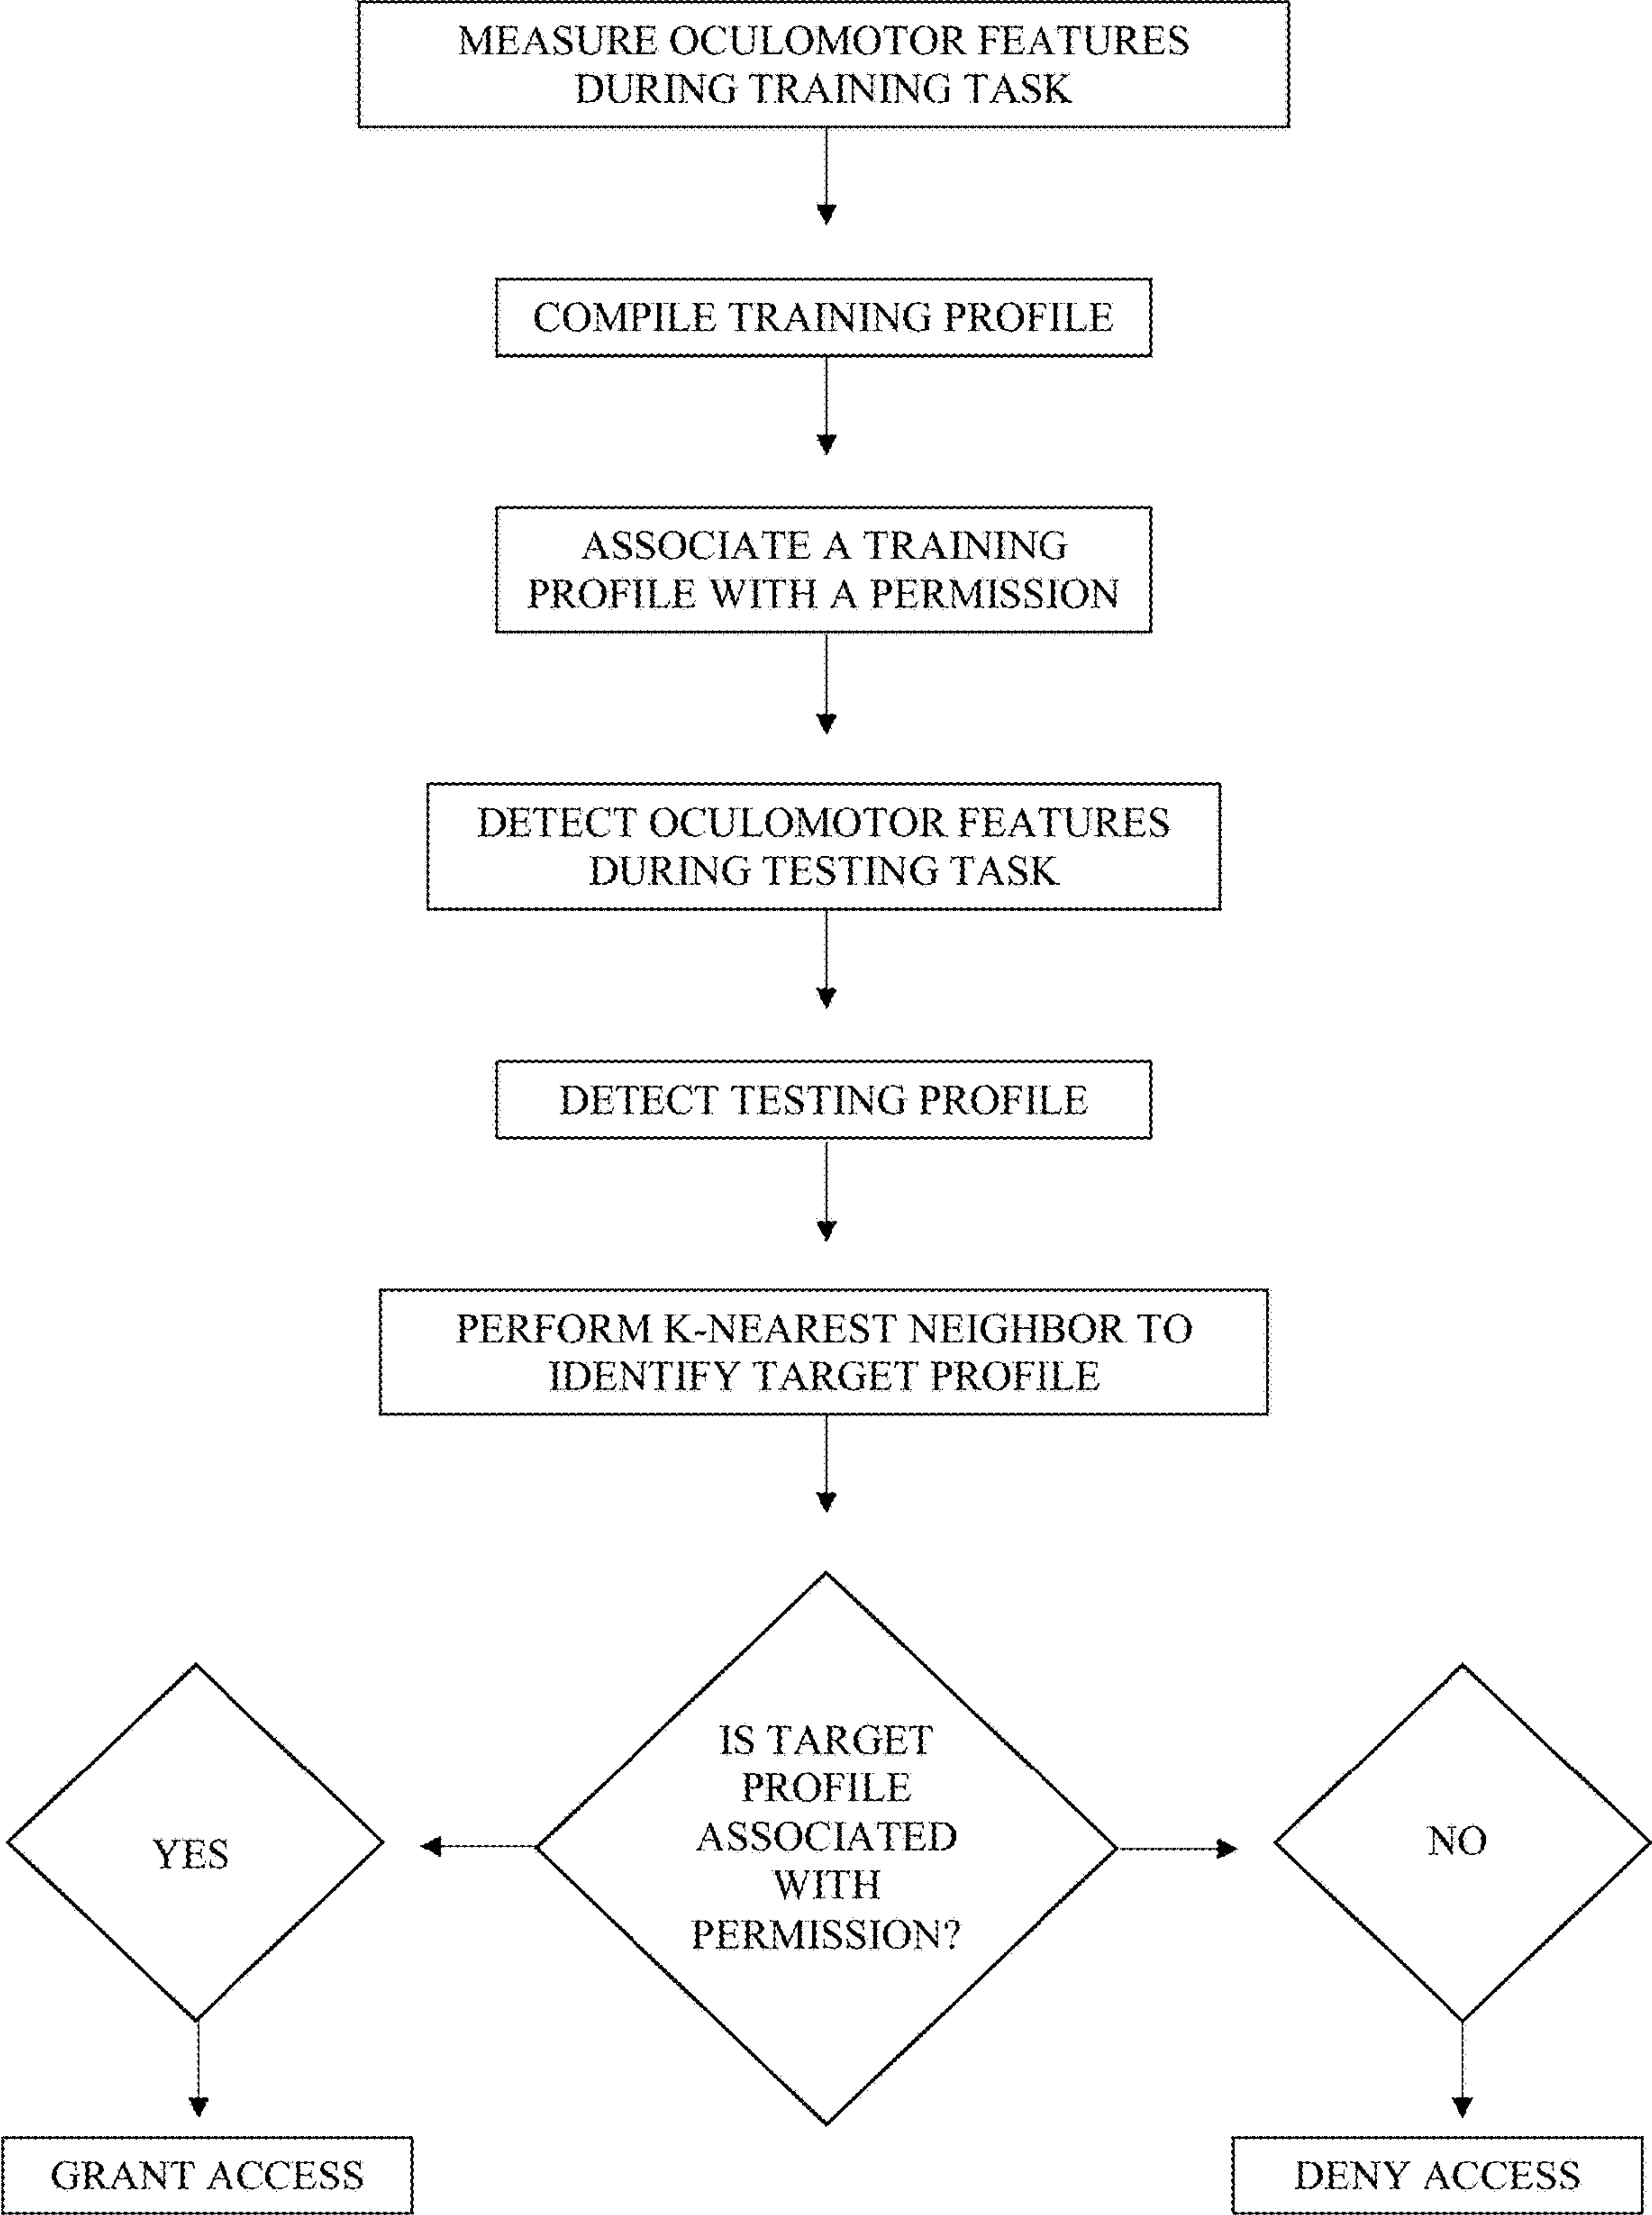 MEASURE OCULOMOTOR FEATURES
DURING TRAINING TASK
COMPILE TRAINING PROFILE
ASSOCIATE A TRAINING
PROFILE WITH A PERMISSION
DETECT OCULOMOTOR FEATURES
DURING TESTING TASK
DETECT TESTING PROFILE
PERFORM K-NEAREST NEIGHBOR TO
IDENTIFY TARGET PROFILE
IS TARGET
PROFILE
ASSOCIATED
WITH
PERMISSION?
YES
NO
GRANT ACCESS
DENY ACCESS